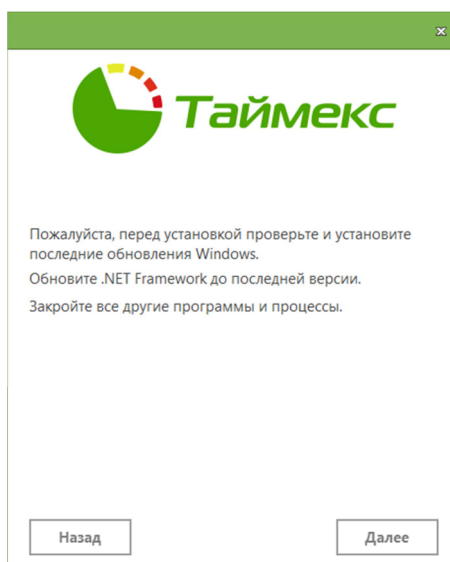 Таймекс
Пожалуйста, перед установкой проверьте и установите
последние обновления Windows.
Обновите .NET Framework до последней версии.
Закройте все другие программы и процессы.
Назад
Далее